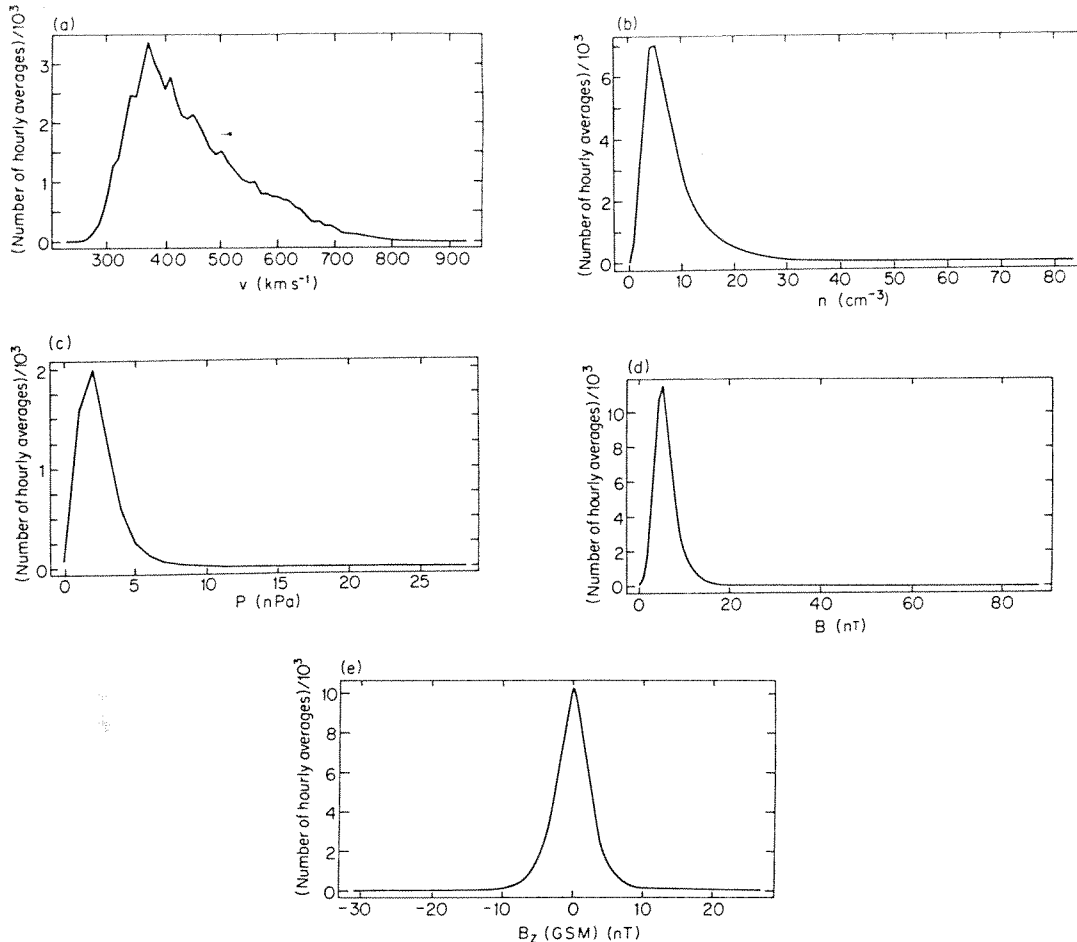 (a)
(Number of hourly averages)/10³
3
2
1
0
300 400 500 600 700 800 900
v (km s⁻¹)
(b)
(Number of hourly averages)/10³
6
4
2
0
0 10 20 30 40 50 60 70 80
n (cm⁻³)
(c)
(Number of hourly averages)/10³
2
1
0
0 5 10 15 20 25
P (nPa)
(d)
(Number of hourly averages)/10³
10
8
6
4
2
0
0 20 40 60 80
B (nT)
(e)
(Number of hourly averages)/10³
10
8
6
4
2
0
-30 -20 -10 0 10 20
B_z (GSM) (nT)